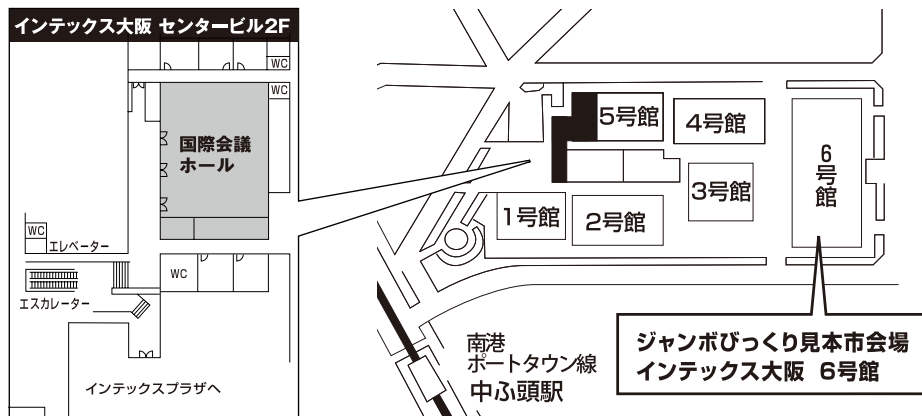 インテックス大阪 センタービル2F
WC
WC
国際会議
ホール
WC
エレベーター
WC
エスカレーター
インテックスプラザへ
5号館
4号館
6号館
3号館
1号館
2号館
南港
ポートタウン線
中ふ頭駅
ジャンボびっくり見本市会場
インテックス大阪 6号館